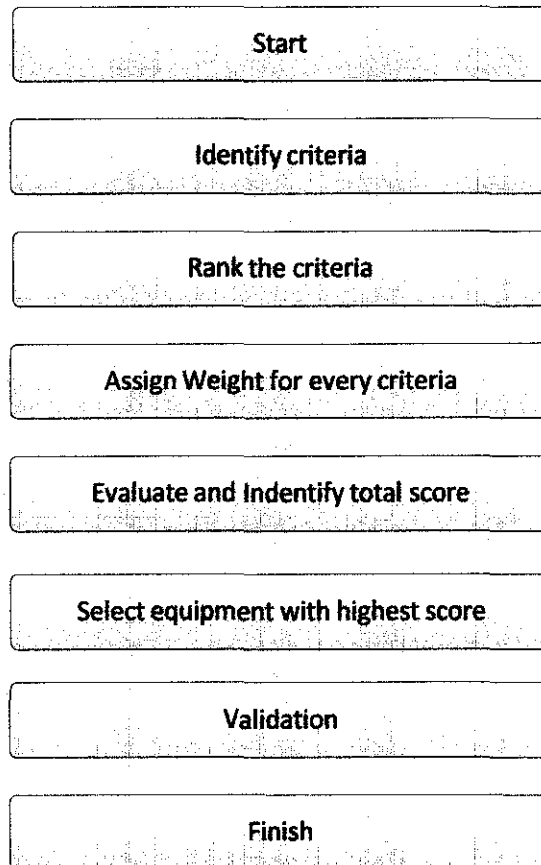 Start
Identify criteria
Rank the criteria
Assign Weight for every criteria
Evaluate and Indentify total score
Select equipment with highest score
Validation
Finish